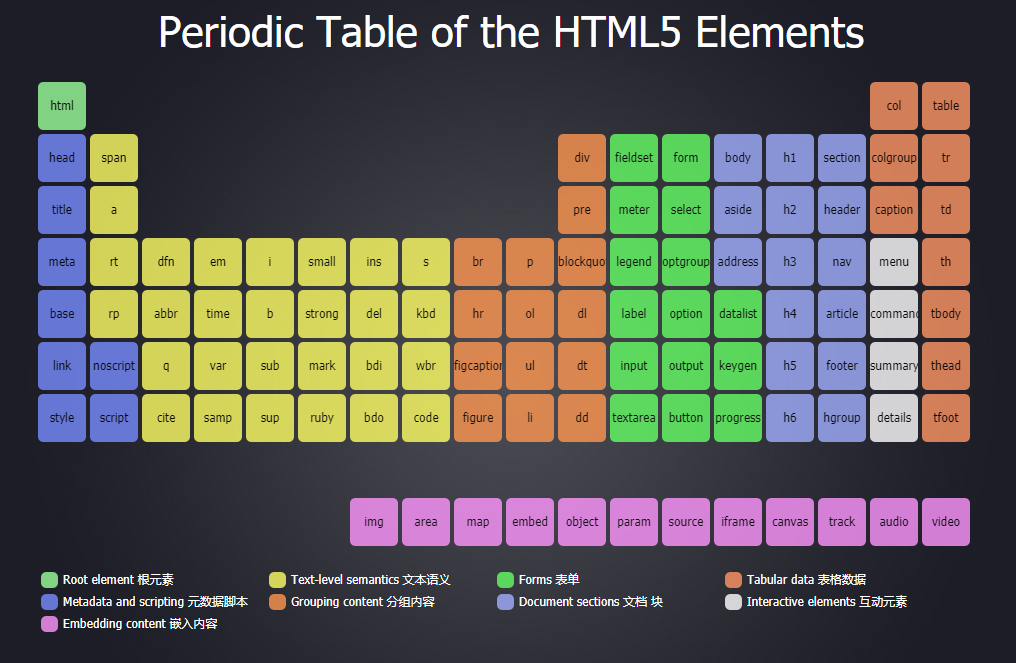 Periodic Table of the HTML5 Elements
html col table
head span div fieldset form body h1 section colgroup tr
title a pre meter select aside h2 header caption td
meta rt dfn em i small ins s br p blockquo legend optgroup address h3 nav menu th
base rp abbr time b strong del kbd hr ol dl label option datalist h4 article command tbody
link noscript q var sub mark bdi wbr figcaption ul dt input output keygen h5 footer summary thead
style script cite samp sup ruby bdo code figure li dd textarea button progress h6 hgroup details tfoot
img area map embed object param source iframe canvas track audio video
Root element 根元素 Text-level semantics 文本语义 Forms 表单 Tabular data 表格数据
Metadata and scripting 元数据脚本 Grouping content 分组内容 Document sections 文档 块 Interactive elements 互动元素
Embedding content 嵌入内容